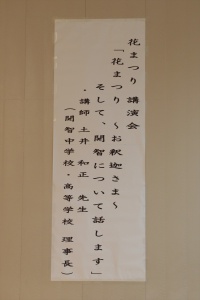 花まつり 講演会
「花まつり ～お釈迦さま～
そして、開智について話します」
・講師 土井 和正 先生
（開智中学校・高等学校 理事長）